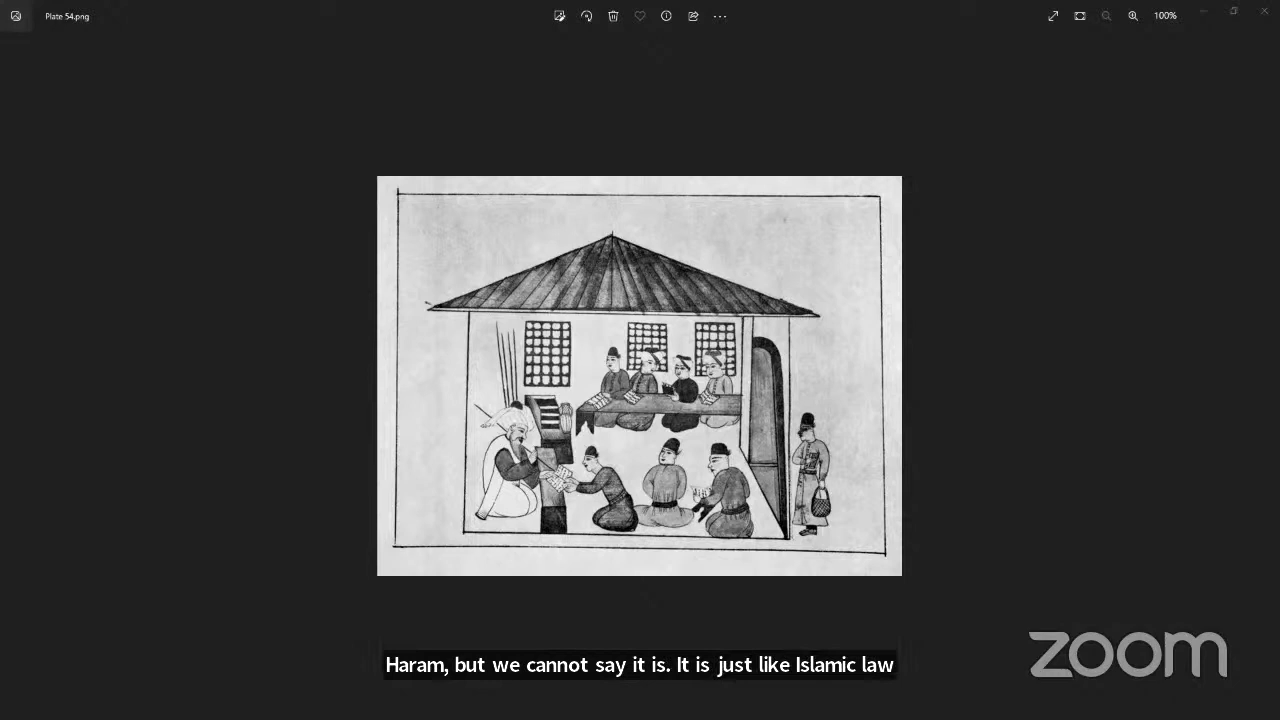 Plate 54.png
100%
Haram, but we cannot say it is. It is just like Islamic law
zoom